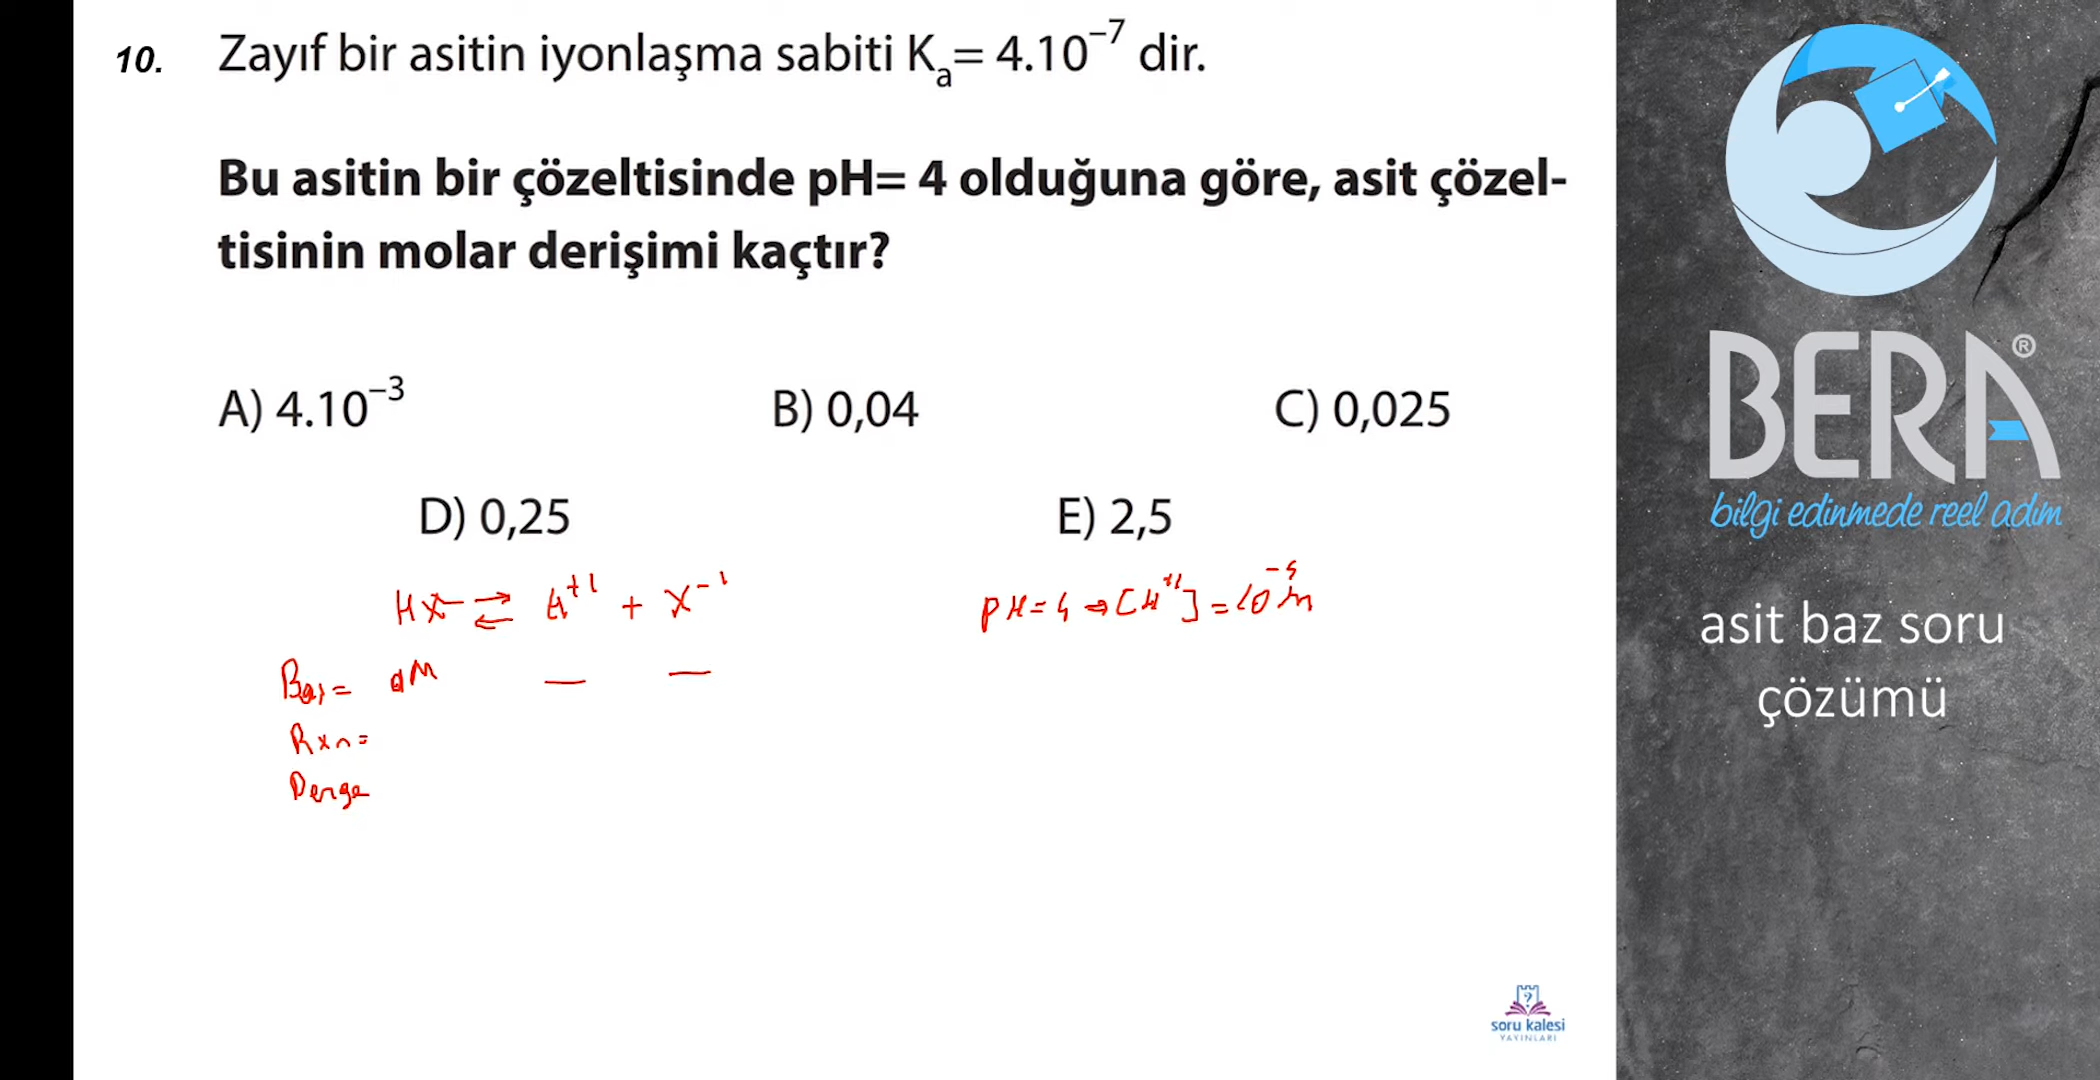 10. Zayıf bir asitin iyonlaşma sabiti Kₐ= 4.10⁻⁷ dir.
Bu asitin bir çözeltisinde pH= 4 olduğuna göre, asit çözel-
tisinin molar derişimi kaçtır?
A) 4.10⁻³ B) 0,04 C) 0,025
D) 0,25 E) 2,5
HX ⇌ H⁺¹ + X⁻¹
pH=4 ⇒ [H⁺¹] = 10⁻⁴ M
Baş= aM — —
Rxn=
Denge
BERA®
bilgi edinmede reel adım
asit baz soru
çözümü
?
soru kalesi
YAYINLARI